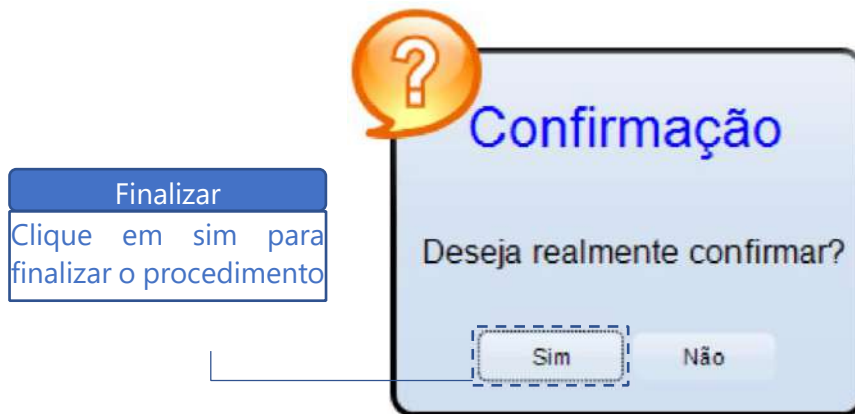 Confirmação
Finalizar
Clique em sim para
finalizar o procedimento
Deseja realmente confirmar?
Sim Não